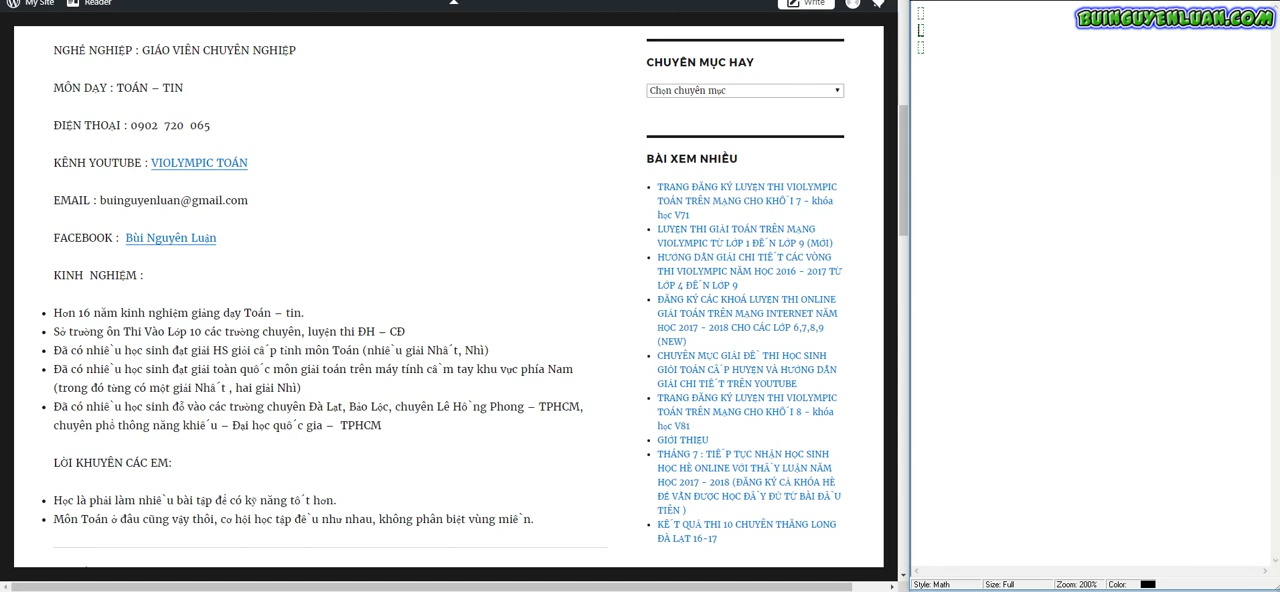 My Site
Reader
Write
NGHỀ NGHIỆP : GIÁO VIÊN CHUYÊN NGHIỆP
MÔN DẠY : TOÁN – TIN
ĐIỆN THOẠI : 0902 720 065
KÊNH YOUTUBE : VIOLYMPIC TOÁN
EMAIL : buinguyenluan@gmail.com
FACEBOOK : Bùi Nguyên Luận
KINH NGHIỆM :
Hơn 16 năm kinh nghiệm giảng dạy Toán – tin.
Sở trường ôn Thi Vào Lớp 10 các trường chuyên, luyện thi ĐH – CĐ
Đã có nhiều học sinh đạt giải HS giỏi cấp tỉnh môn Toán (nhiều giải Nhất, Nhì)
Đã có nhiều học sinh đạt giải toàn quốc môn giải toán trên máy tính cầm tay khu vực phía Nam
(trong đó từng có một giải Nhất , hai giải Nhì)
Đã có nhiều học sinh đỗ vào các trường chuyên Đà Lạt, Bảo Lộc, chuyên Lê Hồng Phong – TPHCM,
chuyên phổ thông năng khiếu – Đại học quốc gia – TPHCM
LỜI KHUYÊN CÁC EM:
Học là phải làm nhiều bài tập để có kỹ năng tốt hơn.
Môn Toán ở đâu cũng vậy thôi, cơ hội học tập đều như nhau, không phân biệt vùng miền.
CHUYÊN MỤC HAY
Chọn chuyên mục
BÀI XEM NHIỀU
TRANG ĐĂNG KÝ LUYỆN THI VIOLYMPIC
TOÁN TRÊN MẠNG CHO KHỐI 7 - khóa
học V71
LUYỆN THI GIẢI TOÁN TRÊN MẠNG
VIOLYMPIC TỪ LỚP 1 ĐẾN LỚP 9 (MỚI)
HƯỚNG DẪN GIẢI CHI TIẾT CÁC VÒNG
THI VIOLYMPIC NĂM HỌC 2016 - 2017 TỪ
LỚP 4 ĐẾN LỚP 9
ĐĂNG KÝ CÁC KHOÁ LUYỆN THI ONLINE
GIẢI TOÁN TRÊN MẠNG INTERNET NĂM
HỌC 2017 - 2018 CHO CÁC LỚP 6,7,8,9
(NEW)
CHUYÊN MỤC GIẢI ĐỀ THI HỌC SINH
GIỎI TOÁN CẤP HUYỆN VÀ HƯỚNG DẪN
GIẢI CHI TIẾT TRÊN YOUTUBE
TRANG ĐĂNG KÝ LUYỆN THI VIOLYMPIC
TOÁN TRÊN MẠNG CHO KHỐI 8 - khóa
học V81
GIỚI THIỆU
THÁNG 7 : TIẾP TỤC NHẬN HỌC SINH
HỌC HÈ ONLINE VỚI THẦY LUẬN NĂM
HỌC 2017 - 2018 (ĐĂNG KÝ CẢ KHÓA HÈ
ĐỂ VẪN ĐƯỢC HỌC ĐẦY ĐỦ TỪ BÀI ĐẦU
TIÊN )
KẾT QUẢ THI 10 CHUYÊN THĂNG LONG
ĐÀ LẠT 16-17
BUINGUYENLUAN.COM
Style: Math
Size: Full
Zoom: 200%
Color: